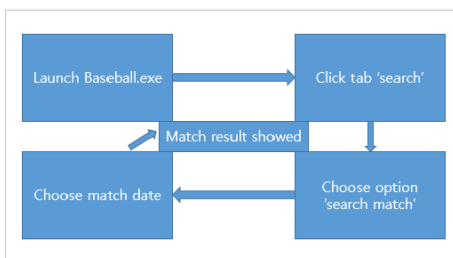 Launch Baseball.exe
Click tab 'search'
Match result showed
Choose match date
Choose option
'search match'